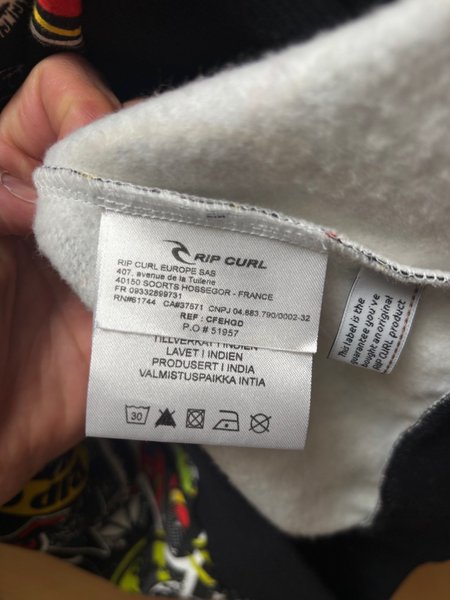 RIP CURL
RIP CURL EUROPE SAS
407, avenue de la Tuilerie
40150 SOORTS HOSSEGOR - FRANCE
FR 09332899731
RN#61744 CA#37871 CNPJ 04.883.790/0002-32
REF: CFEHGD
P.O # 51957
TILLVERKAT I INDIEN
LAVET I INDIEN
PRODUSERT I INDIA
VALMISTUSPAIKKA INTIA
30
This label is the
guarantee you've
bought an original
RIP CURL product